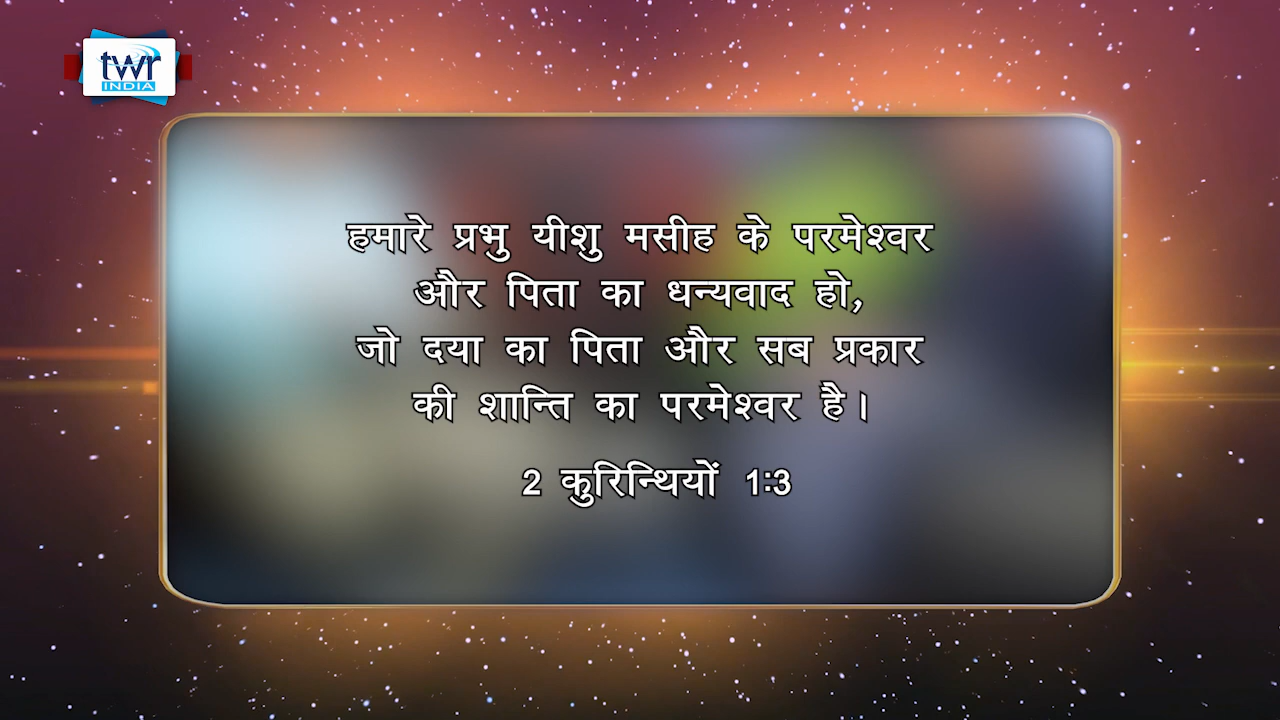 twr
INDIA
हमारे प्रभु यीशु मसीह के परमेश्वर
और पिता का धन्यवाद हो,
जो दया का पिता और सब प्रकार
की शान्ति का परमेश्वर है।
2 कुरिन्थियों 1:3